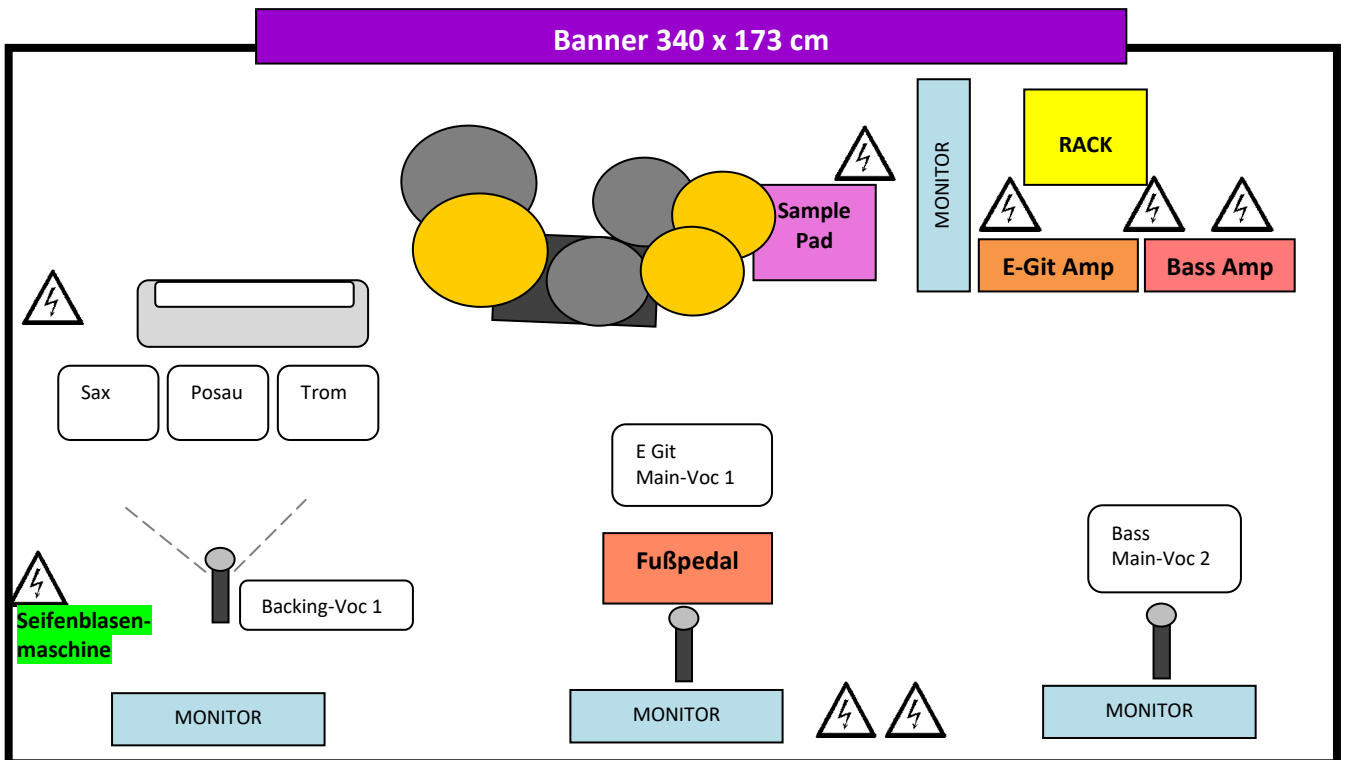 Banner 340 x 173 cm
MONITOR
RACK
Sample
Pad
E-Git Amp
Bass Amp
Sax
Posau
Trom
E Git
Main-Voc 1
Bass
Main-Voc 2
Fußpedal
Backing-Voc 1
Seifenblasen-
maschine
MONITOR
MONITOR
MONITOR